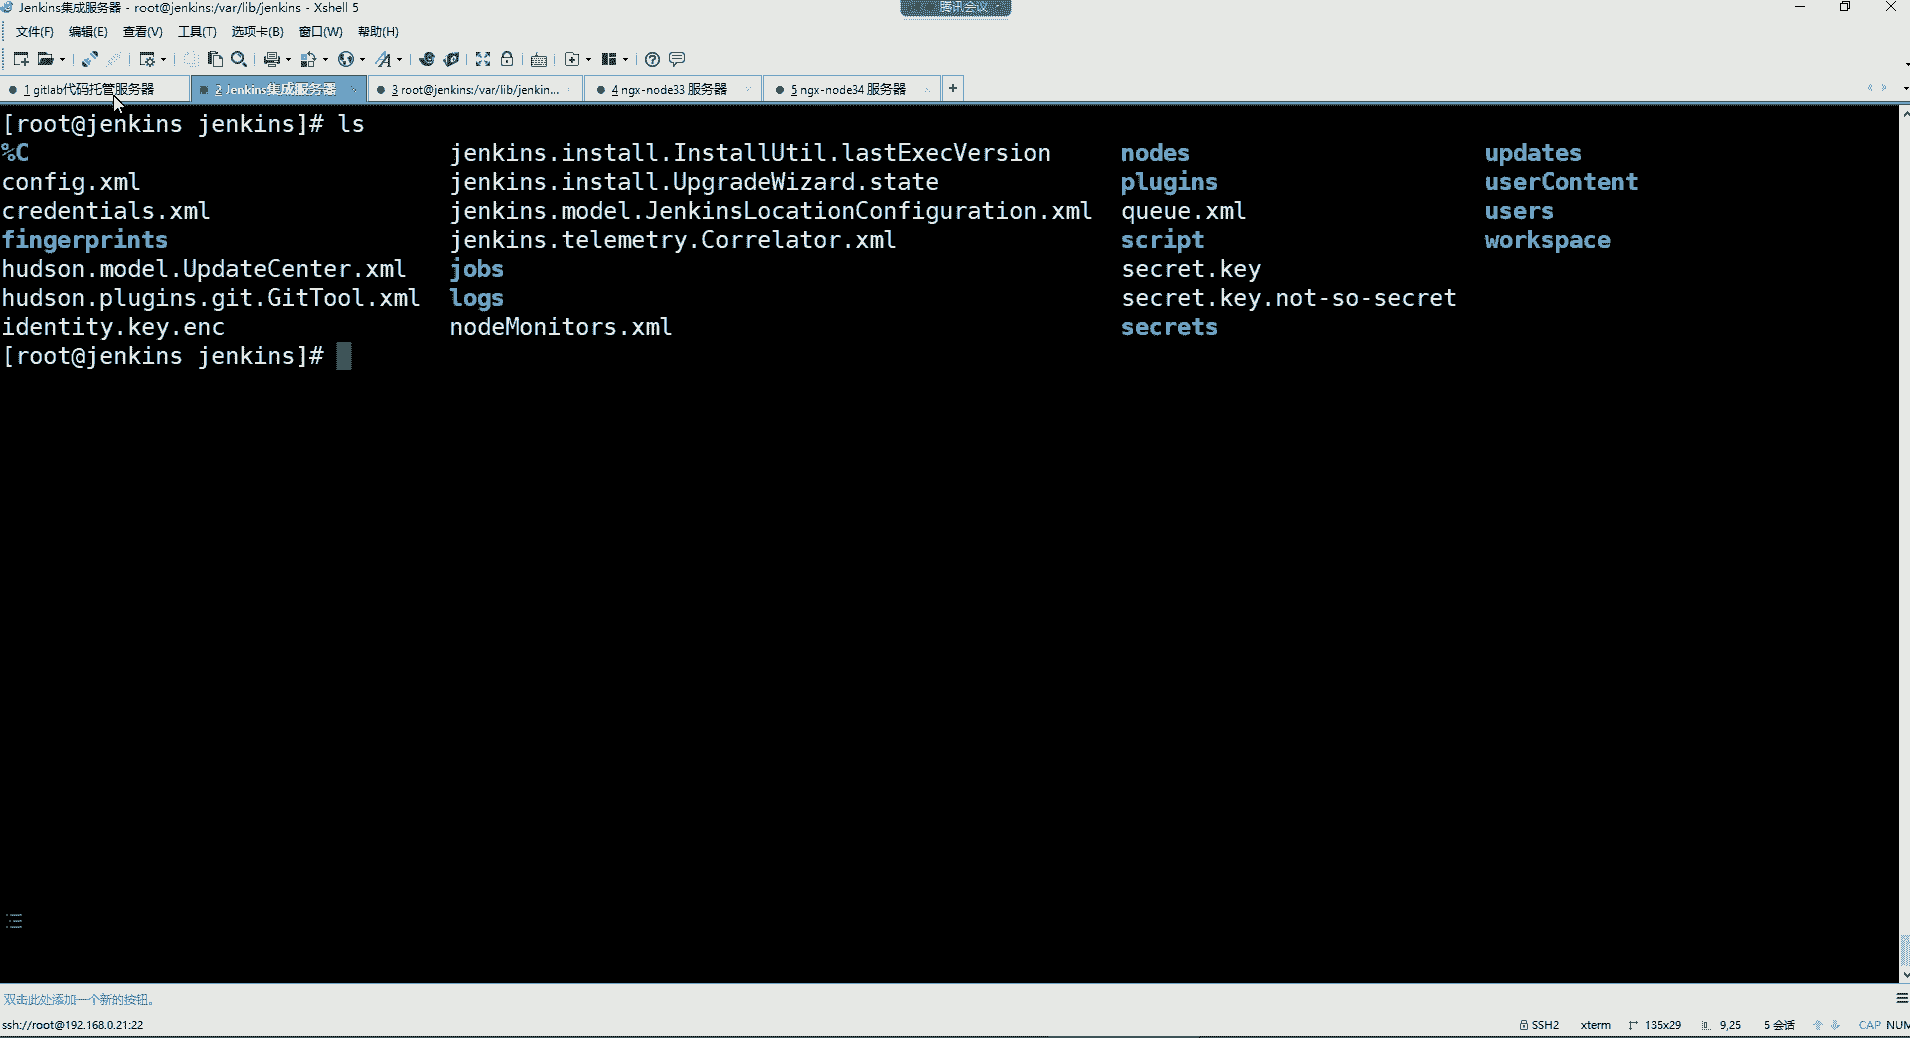 Jenkins集成服务器 - root@jenkins:/var/lib/jenkins - Xshell 5
腾讯会议
文件(F) 编辑(E) 查看(V) 工具(T) 选项卡(B) 窗口(W) 帮助(H)
1 gitlab代码托管服务器 2 Jenkins集成服务器 3 root@jenkins:/var/lib/jenkin... 4 ngx-node33 服务器 5 ngx-node34 服务器 +
[root@jenkins jenkins]# ls
%C jenkins.install.InstallUtil.lastExecVersion nodes updates
config.xml jenkins.install.UpgradeWizard.state plugins userContent
credentials.xml jenkins.model.JenkinsLocationConfiguration.xml queue.xml users
fingerprints jenkins.telemetry.Correlator.xml script workspace
hudson.model.UpdateCenter.xml jobs secret.key
hudson.plugins.git.GitTool.xml logs secret.key.not-so-secret
identity.key.enc nodeMonitors.xml secrets
[root@jenkins jenkins]#
双击此处添加一个新的按钮。
ssh://root@192.168.0.21:22 SSH2 xterm 135x29 9,25 5 会话 CAP NUM